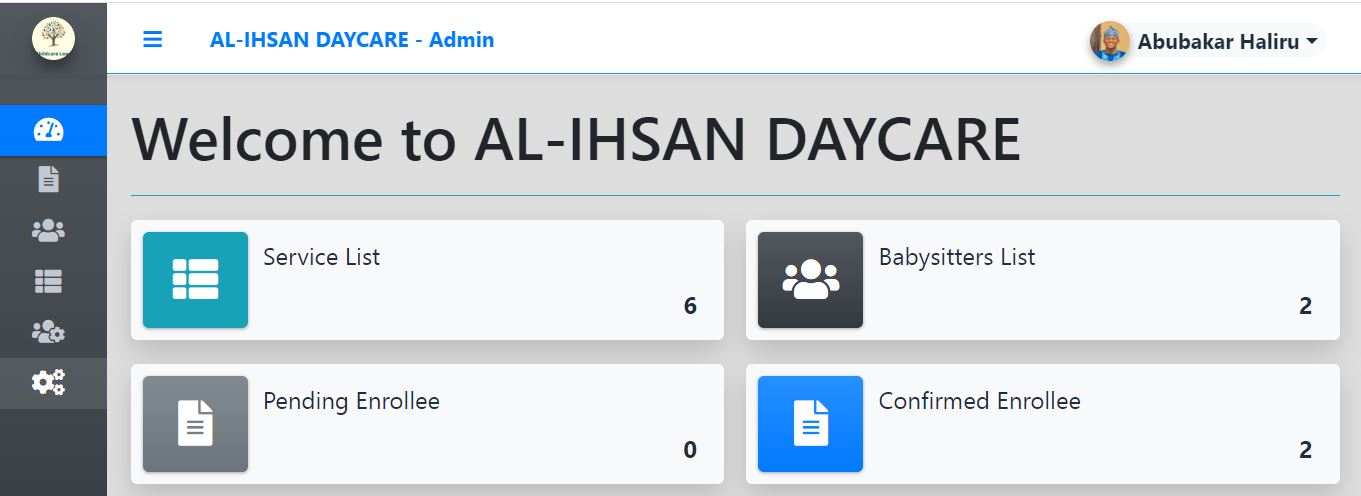 AL-IHSAN DAYCARE - Admin
Abubakar Haliru
Welcome to AL-IHSAN DAYCARE
Service List
6
Babysitters List
2
Pending Enrollee
0
Confirmed Enrollee
2